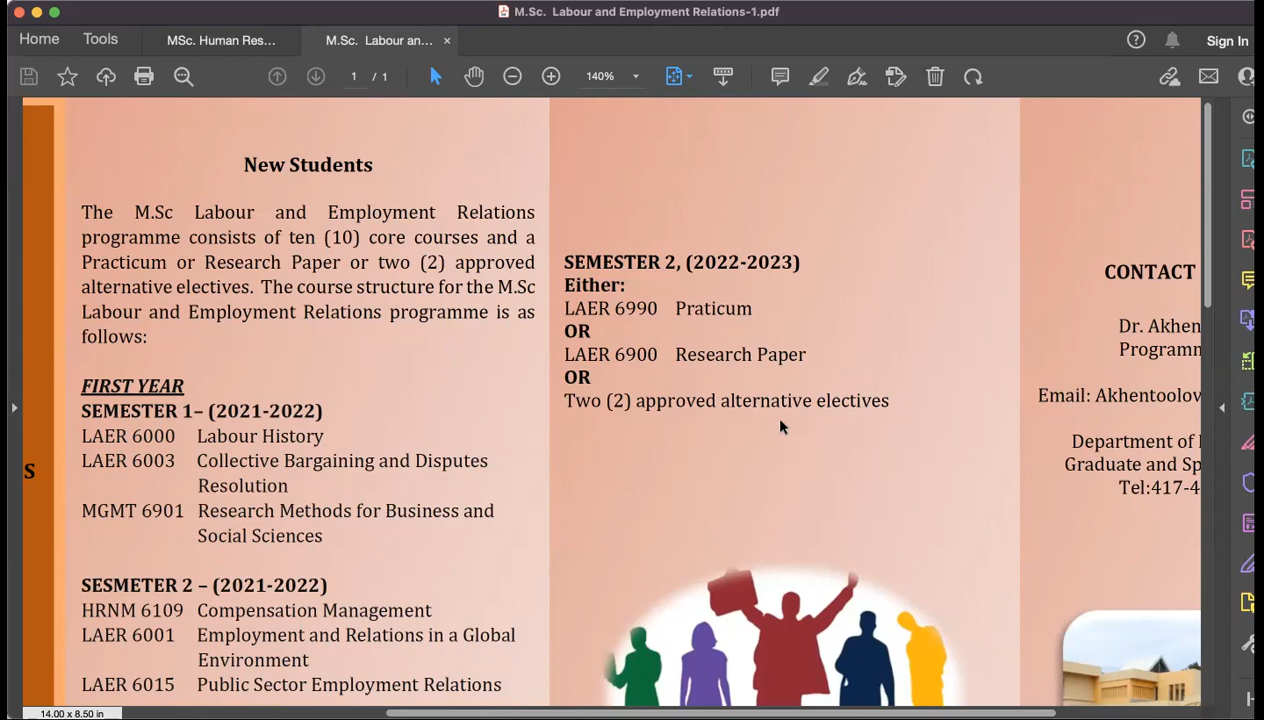 M.Sc. Labour and Employment Relations-1.pdf
Home
Tools
MSc. Human Res...
M.Sc. Labour an...
×
Sign In
1 / 1
140%
New Students
The M.Sc Labour and Employment Relations
programme consists of ten (10) core courses and a
Practicum or Research Paper or two (2) approved
alternative electives. The course structure for the M.Sc
Labour and Employment Relations programme is as
follows:
FIRST YEAR
SEMESTER 1– (2021-2022)
LAER 6000 Labour History
LAER 6003 Collective Bargaining and Disputes
Resolution
MGMT 6901 Research Methods for Business and
Social Sciences
SESMETER 2 – (2021-2022)
HRNM 6109 Compensation Management
LAER 6001 Employment and Relations in a Global
Environment
LAER 6015 Public Sector Employment Relations
SEMESTER 2, (2022-2023)
Either:
LAER 6990 Praticum
OR
LAER 6900 Research Paper
OR
Two (2) approved alternative electives
CONTACT
Dr. Akhen
Programm
Email: Akhentoolov
Department of
Graduate and Sp
Tel:417-4
S
14.00 x 8.50 in